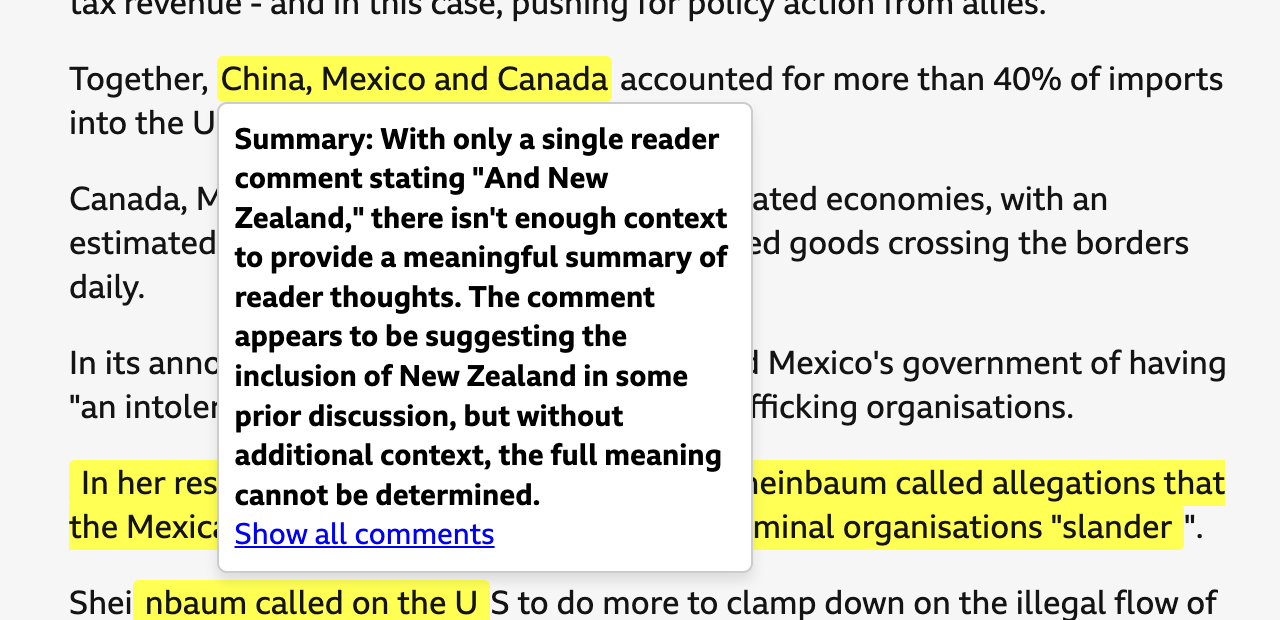 tax revenue - and in this case, pushing for policy action from allies.
Together, China, Mexico and Canada accounted for more than 40% of imports
into the U
Summary: With only a single reader
comment stating "And New
Zealand," there isn't enough context
to provide a meaningful summary of
reader thoughts. The comment
appears to be suggesting the
inclusion of New Zealand in some
prior discussion, but without
additional context, the full meaning
cannot be determined.
Show all comments
Canada, M ated economies, with an
estimated ed goods crossing the borders
daily.
In its anno d Mexico's government of having
"an intoler fficking organisations.
In her res heinbaum called allegations that
the Mexica minal organisations "slander ".
Shei nbaum called on the U S to do more to clamp down on the illegal flow of